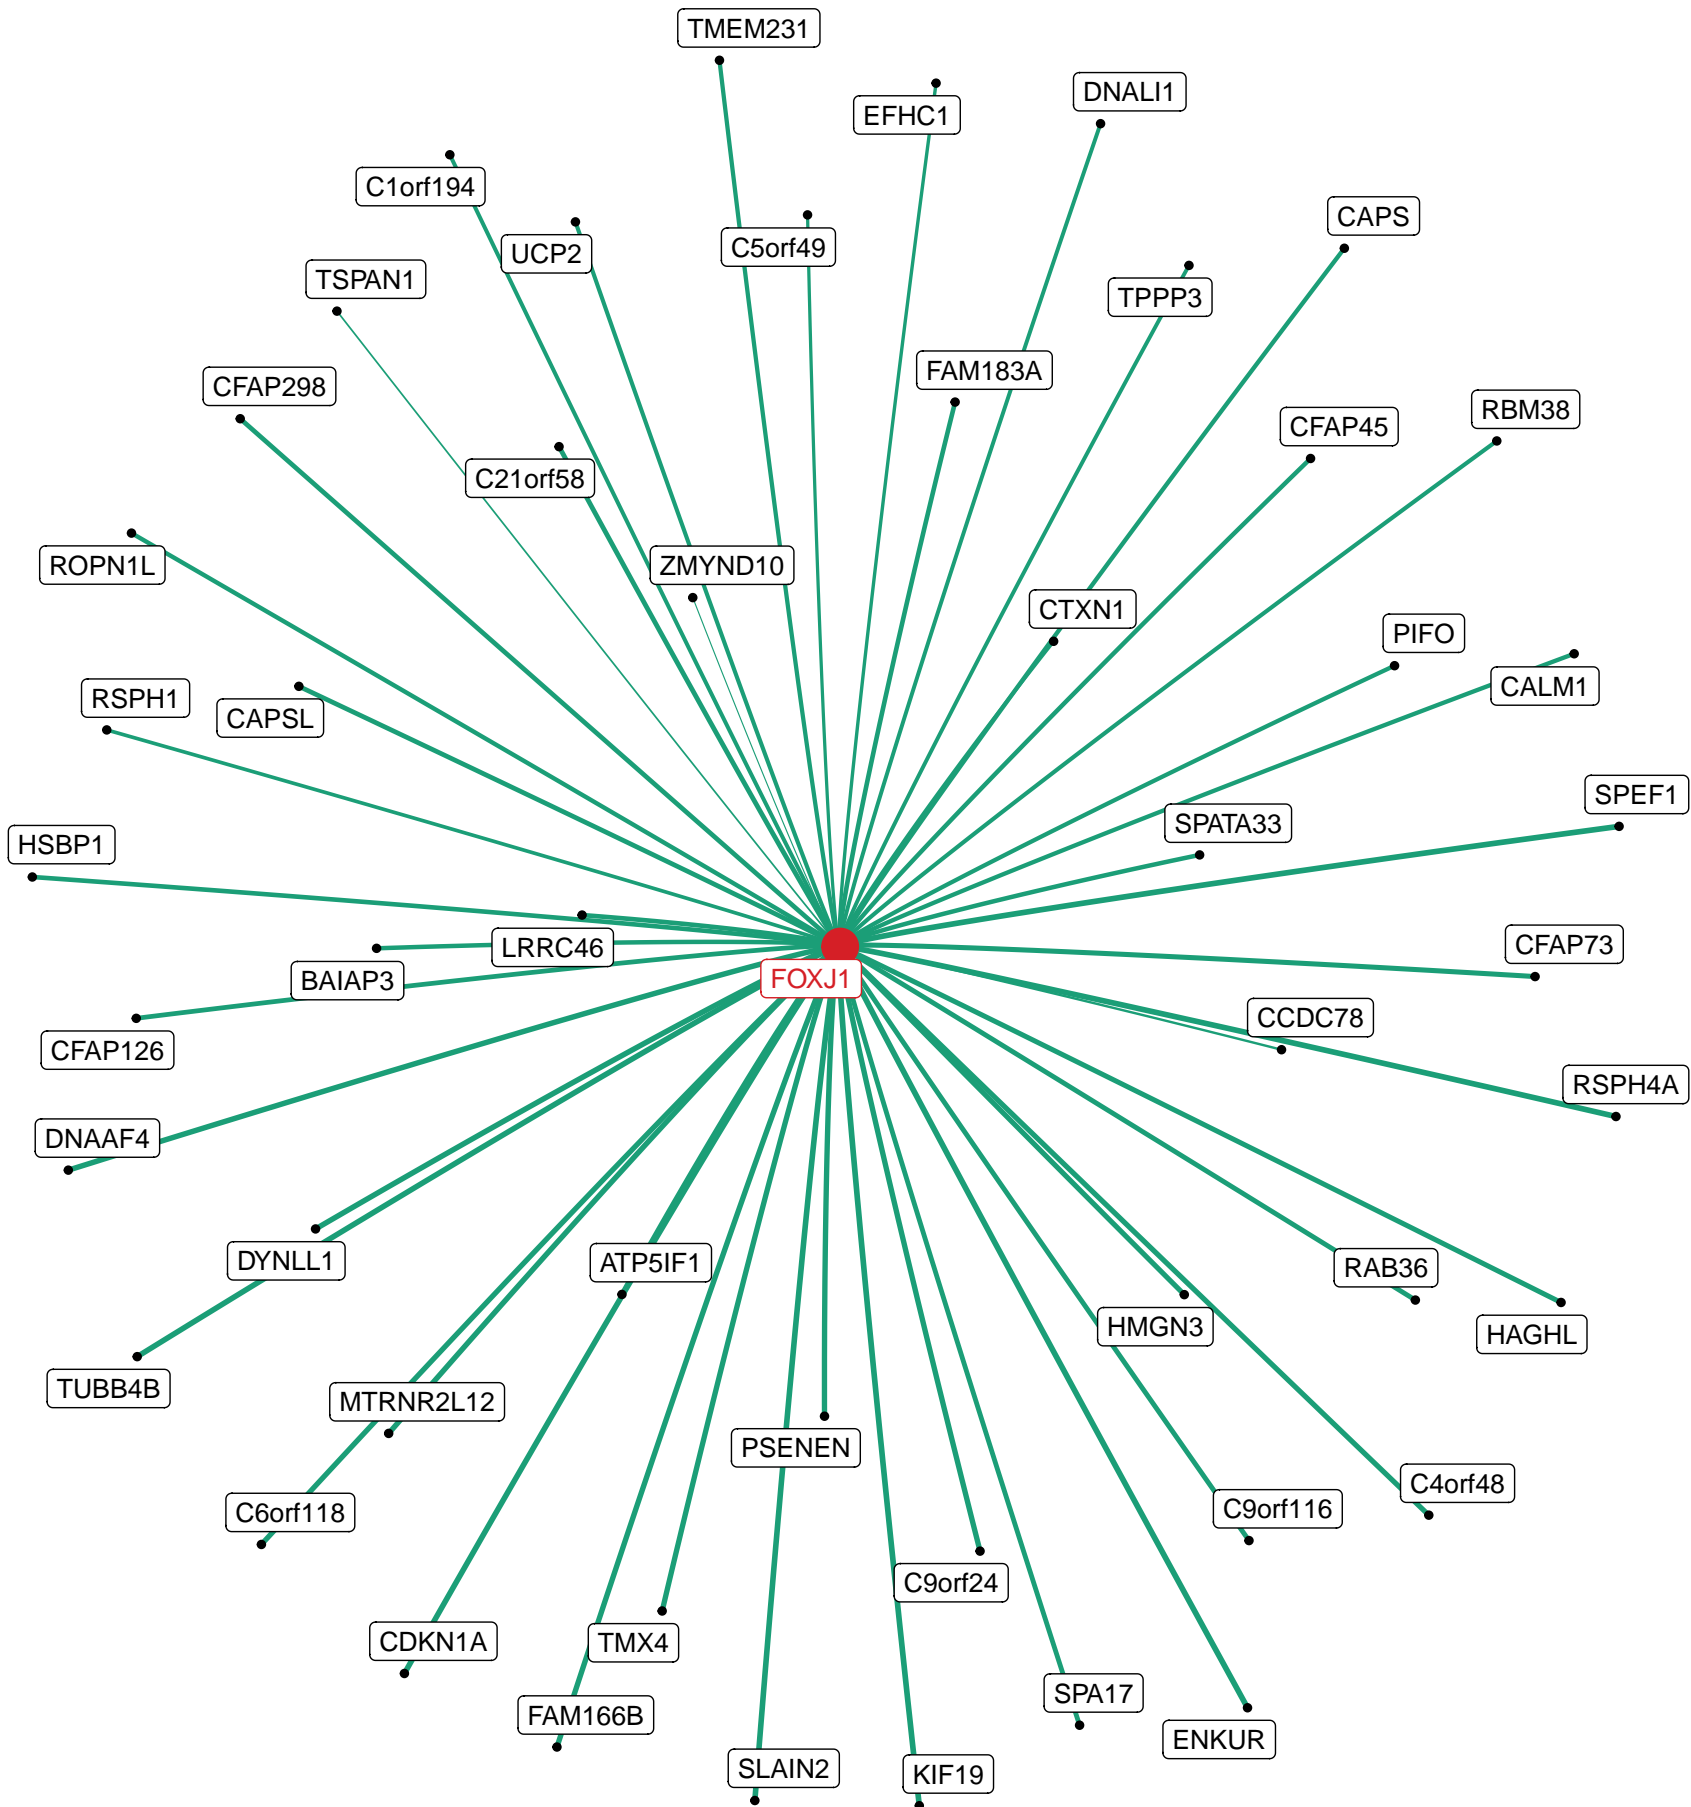 TMEM231
DNALI1
EFHC1
C1orf194
CAPS
C5orf49
UCP2
TSPAN1
TPPP3
FAM183A
CFAP298
RBM38
CFAP45
C21orf58
ROPN1L
ZMYND10
CTXN1
PIFO
CALM1
RSPH1
CAPSL
SPEF1
SPATA33
HSBP1
CFAP73
LRRC46
FOXJ1
BAIAP3
CCDC78
CFAP126
RSPH4A
DNAAF4
DYNLL1
ATP5IF1
RAB36
HMGN3
HAGHL
TUBB4B
MTRNR2L12
PSENEN
C4orf48
C9orf116
C6orf118
C9orf24
CDKN1A
TMX4
SPA17
FAM166B
ENKUR
SLAIN2
KIF19